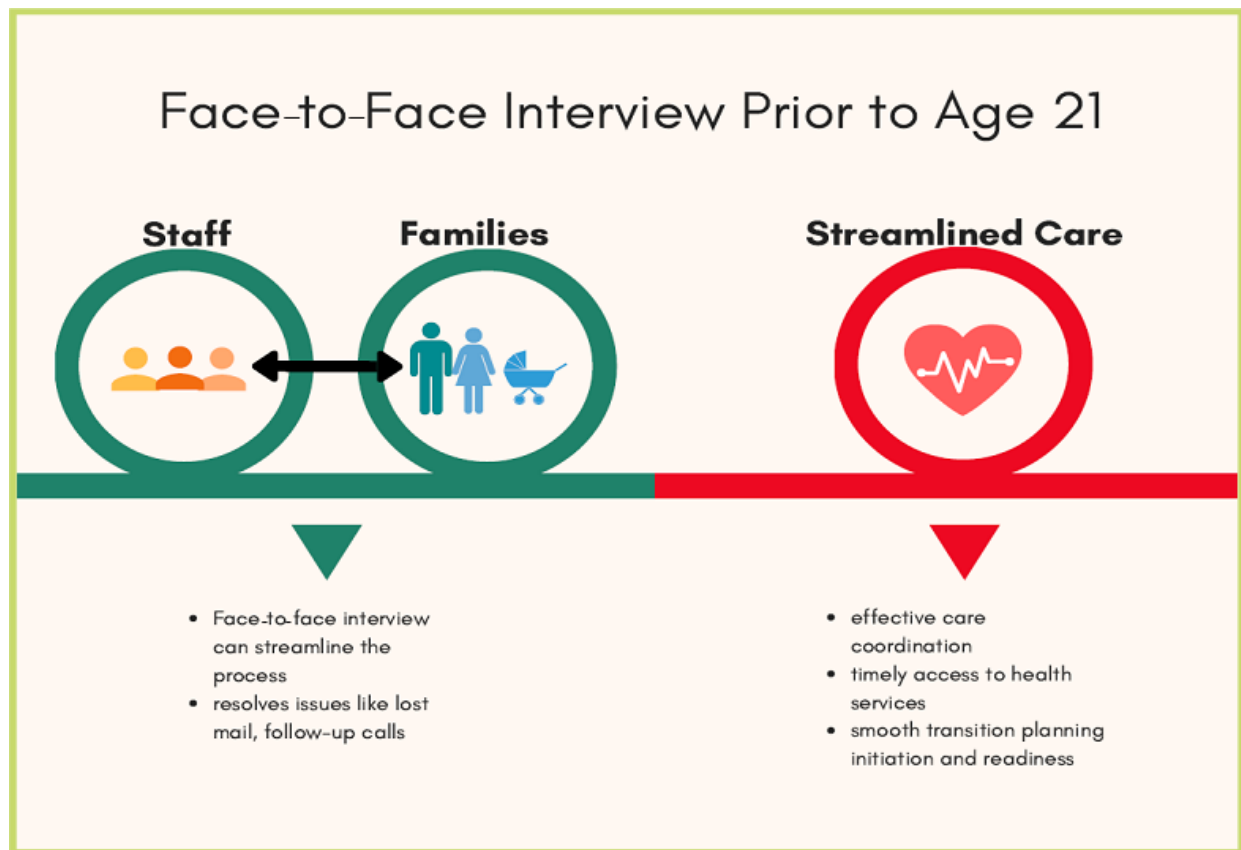 Face-to-Face Interview Prior to Age 21
Staff
Families
Streamlined Care
• Face-to-face interview
can streamline the
process
• resolves issues like lost
mail, follow-up calls
• effective care
coordination
• timely access to health
services
• smooth transition planning
initiation and readiness